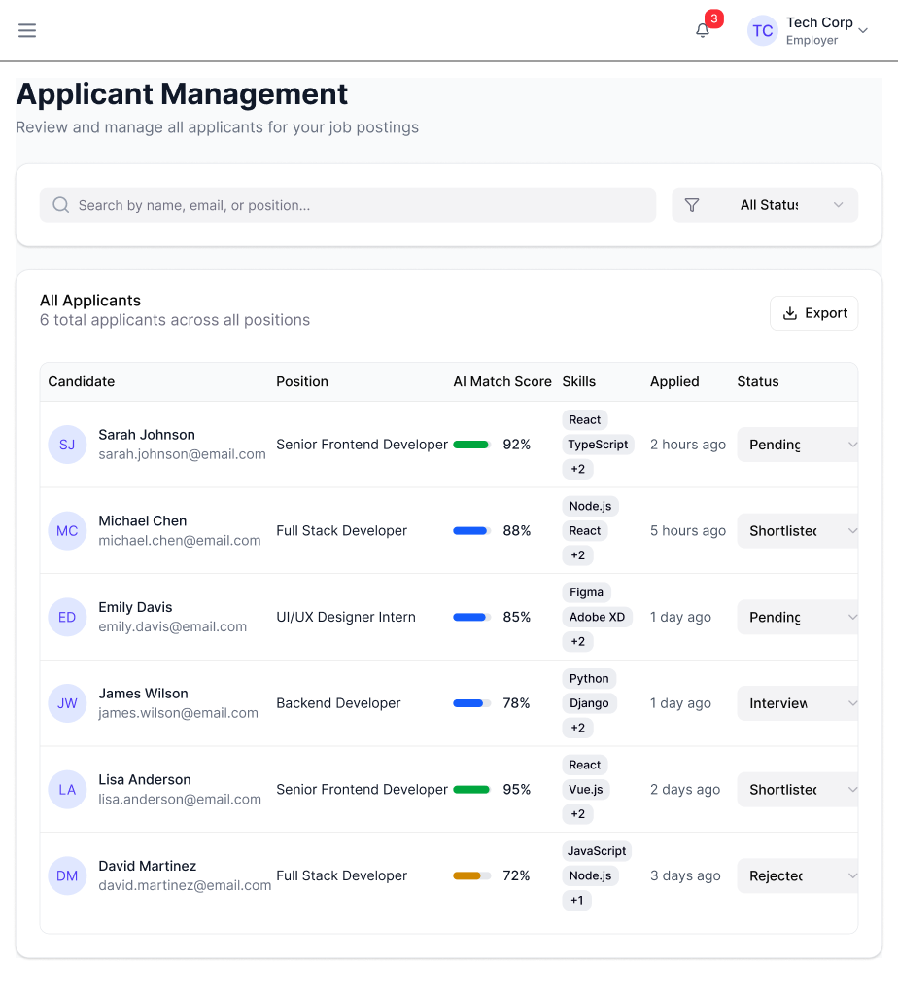 3
TC
Tech Corp
Employer
Applicant Management
Review and manage all applicants for your job postings
Search by name, email, or position...
All Status
All Applicants
6 total applicants across all positions
Export
Candidate Position AI Match Score Skills Applied Status
SJ
Sarah Johnson
sarah.johnson@email.com
Senior Frontend Developer
92%
React
TypeScript
+2
2 hours ago
Pending
MC
Michael Chen
michael.chen@email.com
Full Stack Developer
88%
Node.js
React
+2
5 hours ago
Shortlisted
ED
Emily Davis
emily.davis@email.com
UI/UX Designer Intern
85%
Figma
Adobe XD
+2
1 day ago
Pending
JW
James Wilson
james.wilson@email.com
Backend Developer
78%
Python
Django
+2
1 day ago
Interview
LA
Lisa Anderson
lisa.anderson@email.com
Senior Frontend Developer
95%
React
Vue.js
+2
2 days ago
Shortlisted
DM
David Martinez
david.martinez@email.com
Full Stack Developer
72%
JavaScript
Node.js
+1
3 days ago
Rejected